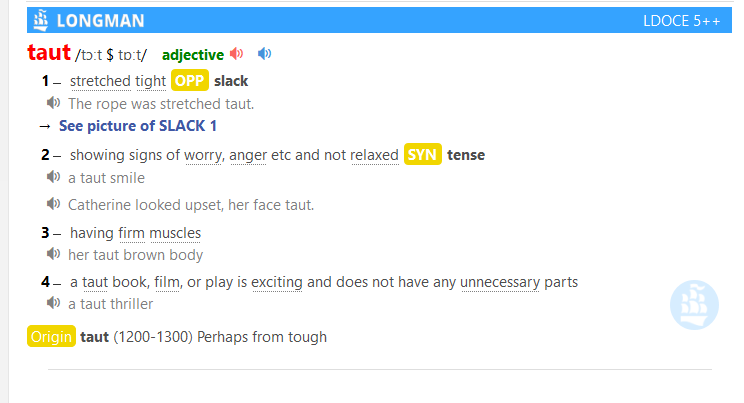 LONGMAN LDOCE 5++
taut /tɔːt $ tɒːt/ adjective
1 – stretched tight OPP slack
The rope was stretched taut.
→ See picture of SLACK 1
2 – showing signs of worry, anger etc and not relaxed SYN tense
a taut smile
Catherine looked upset, her face taut.
3 – having firm muscles
her taut brown body
4 – a taut book, film, or play is exciting and does not have any unnecessary parts
a taut thriller
Origin taut (1200-1300) Perhaps from tough